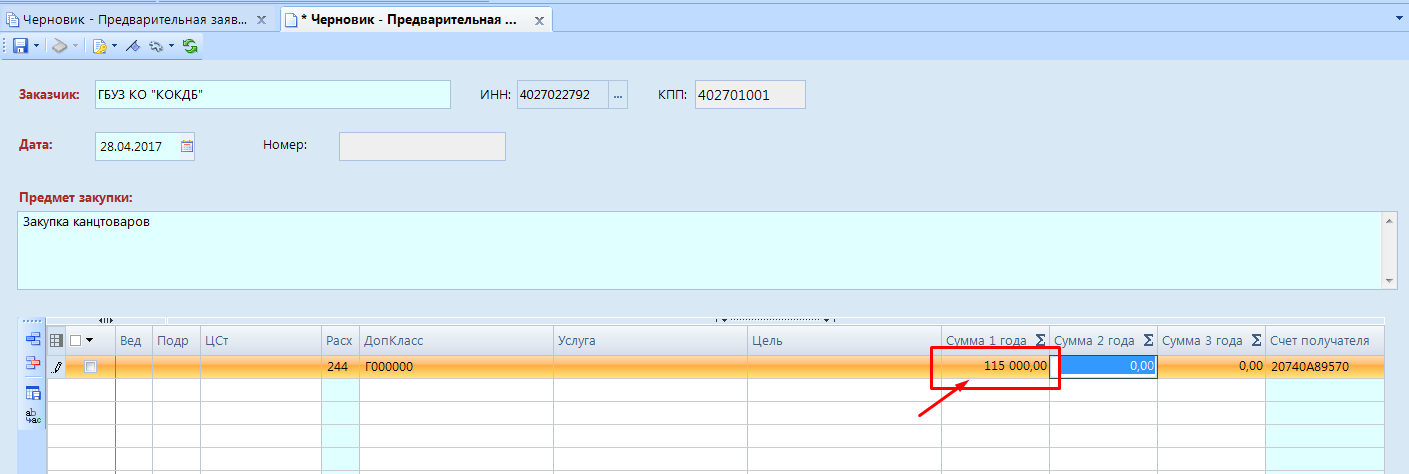 Черновик - Предварительная заяв... * Черновик - Предварительная ...
Заказчик: ГБУЗ КО "КОКДБ" ИНН: 4027022792 ... КПП: 402701001
Дата: 28.04.2017 Номер:
Предмет закупки:
Закупка канцтоваров
Вед Подр ЦСт Расх ДопКласс Услуга Цель Сумма 1 года Σ Сумма 2 года Σ Сумма 3 года Σ Счет получателя
244 Г000000 115 000,00 0,00 0,00 20740А89570
ab
ac